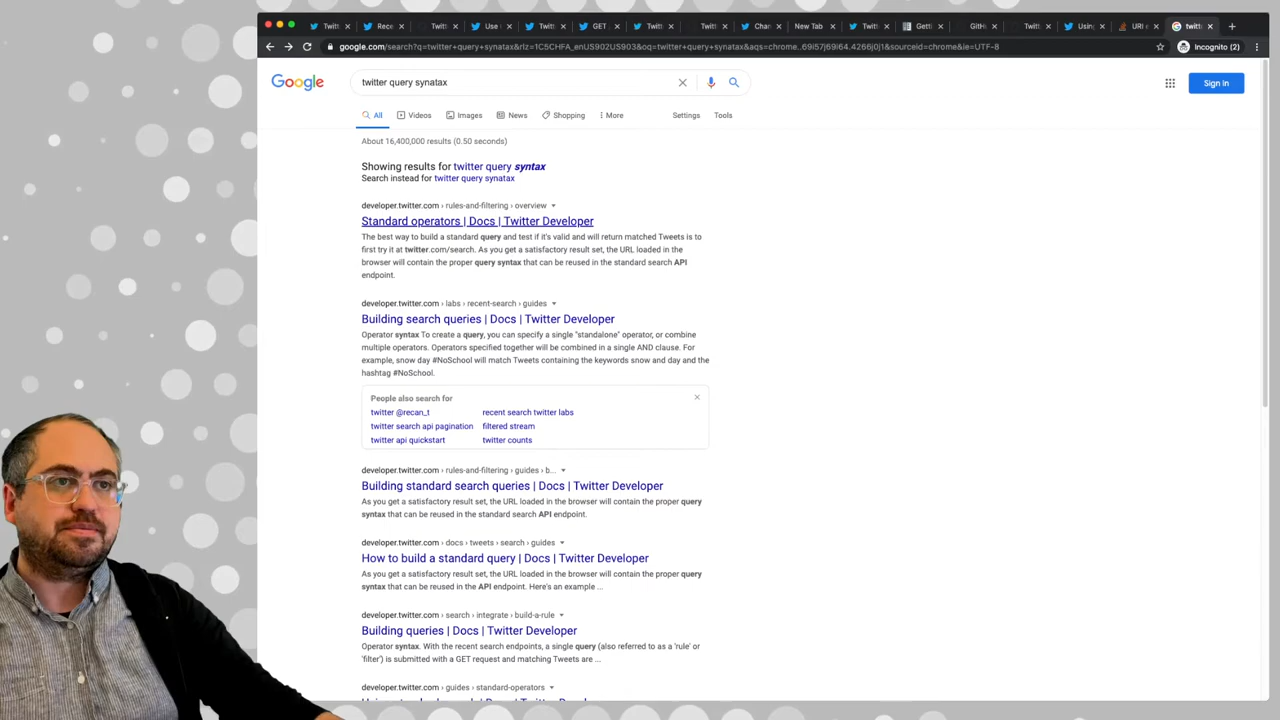 Twitt
Rece
Twitt
Use
Twitt
GET
Twitt
Twitt
Chan
New Tab
Twitt
Getti
GitH
Twitt
Using
URI
twitt
google.com/search?q=twitter+query+synatax&rlz=1C5CHFA_enUS902US903&oq=twitter+query+synatax&aqs=chrome..69i57j69i64.4266j0j1&sourceid=chrome&ie=UTF-8
Incognito (2)
Google
twitter query synatax
Sign in
All
Videos
Images
News
Shopping
More
Settings
Tools
About 16,400,000 results (0.50 seconds)
Showing results for twitter query syntax
Search instead for twitter query synatax
developer.twitter.com › rules-and-filtering › overview
Standard operators | Docs | Twitter Developer
The best way to build a standard query and test if it's valid and will return matched Tweets is to
first try it at twitter.com/search. As you get a satisfactory result set, the URL loaded in the
browser will contain the proper query syntax that can be reused in the standard search API
endpoint.
developer.twitter.com › labs › recent-search › guides
Building search queries | Docs | Twitter Developer
Operator syntax To create a query, you can specify a single "standalone" operator, or combine
multiple operators. Operators specified together will be combined in a single AND clause. For
example, snow day #NoSchool will match Tweets containing the keywords snow and day and the
hashtag #NoSchool.
People also search for
twitter @recan_t
recent search twitter labs
twitter search api pagination
filtered stream
twitter api quickstart
twitter counts
developer.twitter.com › rules-and-filtering › guides › b...
Building standard search queries | Docs | Twitter Developer
As you get a satisfactory result set, the URL loaded in the browser will contain the proper query
syntax that can be reused in the standard search API endpoint.
developer.twitter.com › docs › tweets › search › guides
How to build a standard query | Docs | Twitter Developer
As you get a satisfactory result set, the URL loaded in the browser will contain the proper query
syntax that can be reused in the API endpoint. Here's an example ...
developer.twitter.com › search › integrate › build-a-rule
Building queries | Docs | Twitter Developer
Operator syntax. With the recent search endpoints, a single query (also referred to as a 'rule' or
'filter') is submitted with a GET request and matching Tweets are ...
developer.twitter.com › guides › standard-operators